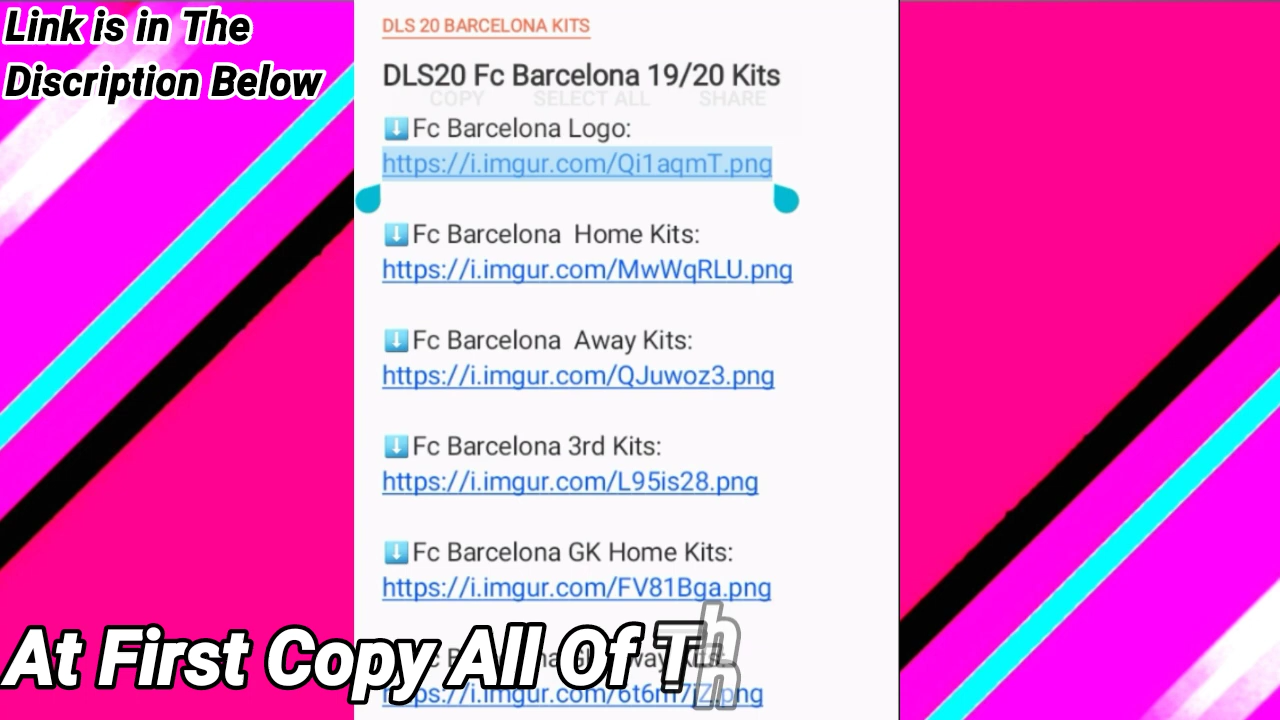 Link is in The
Discription Below
DLS 20 BARCELONA KITS
DLS20 Fc Barcelona 19/20 Kits
COPY SELECT ALL SHARE
⬇️Fc Barcelona Logo:
https://i.imgur.com/Qi1aqmT.png
⬇️Fc Barcelona Home Kits:
https://i.imgur.com/MwWqRLU.png
⬇️Fc Barcelona Away Kits:
https://i.imgur.com/QJuwoz3.png
⬇️Fc Barcelona 3rd Kits:
https://i.imgur.com/L95is28.png
⬇️Fc Barcelona GK Home Kits:
https://i.imgur.com/FV81Bga.png
At First Copy All Of Th